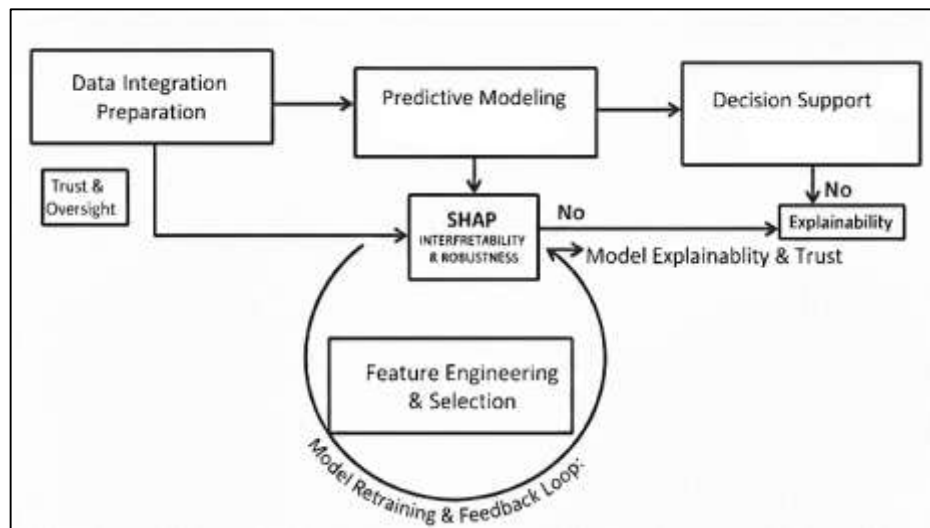 Data Integration
Preparation
Predictive Modeling
Decision Support
Trust &
Oversight
SHAP
INTERFRETABILITY
& ROBUSTNESS
No
No
Explainability
Model Explainablity & Trust
Feature Engineering
& Selection
Model Retraining & Feedback Loop: